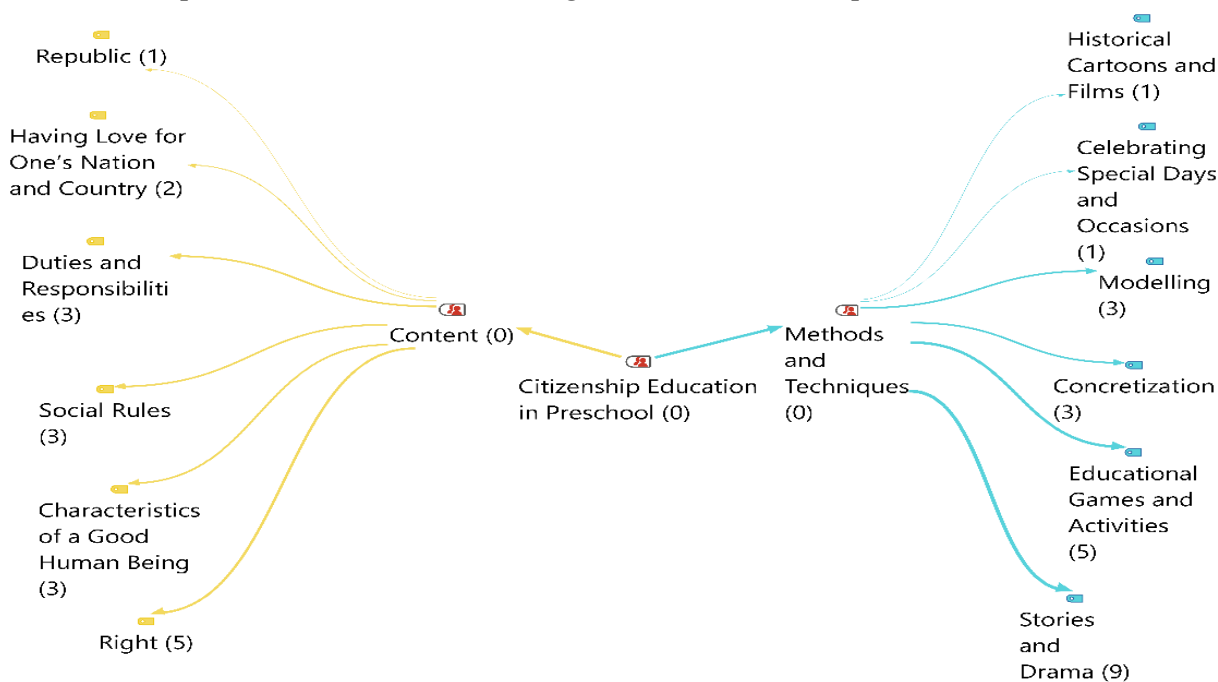 Republic (1)
Having Love for
One's Nation
and Country (2)
Duties and
Responsibiliti
es (3)
Social Rules
(3)
Characteristics
of a Good
Human Being
(3)
Right (5)
Content (0)
Citizenship Education
in Preschool (0)
Methods
and
Techniques
(0)
Historical
Cartoons and
Films (1)
Celebrating
Special Days
and
Occasions
(1)
Modelling
(3)
Concretization
(3)
Educational
Games and
Activities
(5)
Stories
and
Drama (9)